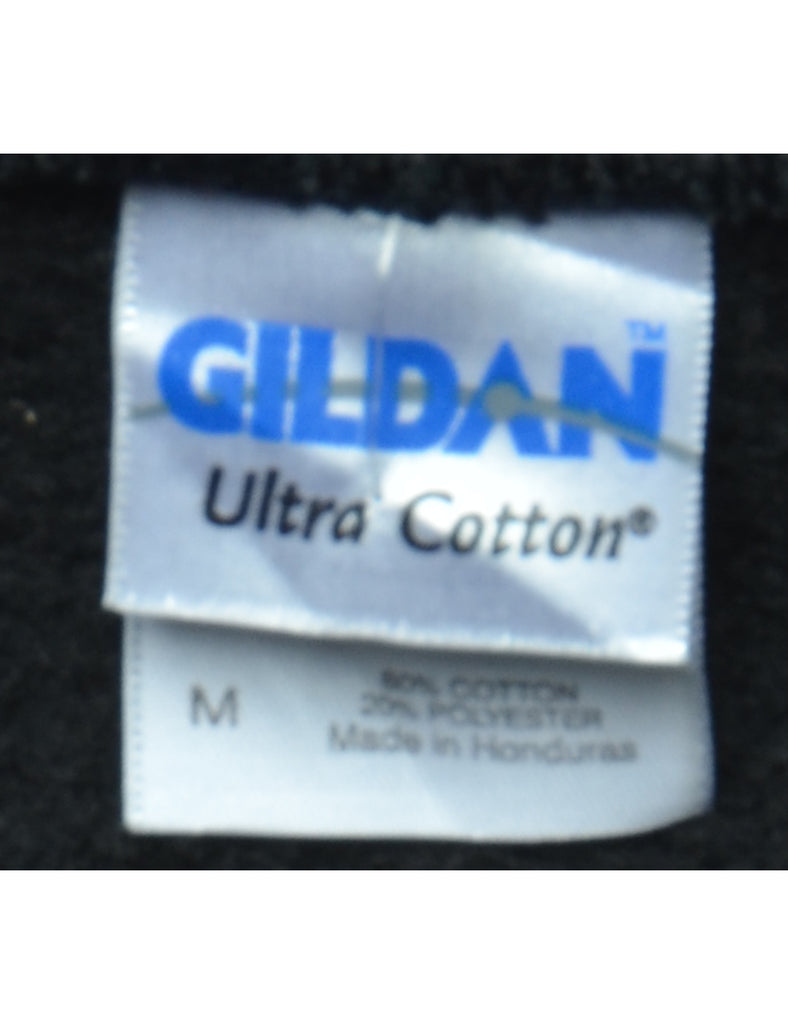 GILDAN™
Ultra Cotton®
M
80% COTTON
20% POLYESTER
Made in Honduras